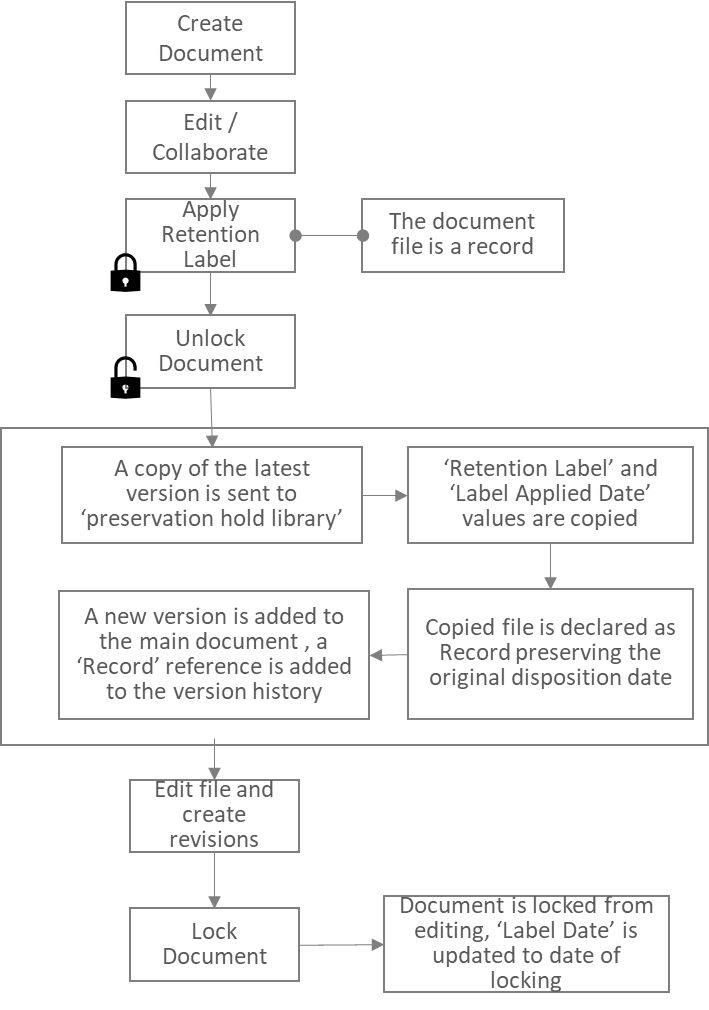 Create
Document
Edit /
Collaborate
Apply
Retention
Label
The document
file is a record
Unlock
Document
A copy of the latest
version is sent to
‘preservation hold library’
‘Retention Label’ and
‘Label Applied Date’
values are copied
A new version is added to
the main document , a
‘Record’ reference is added
to the version history
Copied file is declared as
Record preserving the
original disposition date
Edit file and
create
revisions
Lock
Document
Document is locked from
editing, ‘Label Date’ is
updated to date of
locking